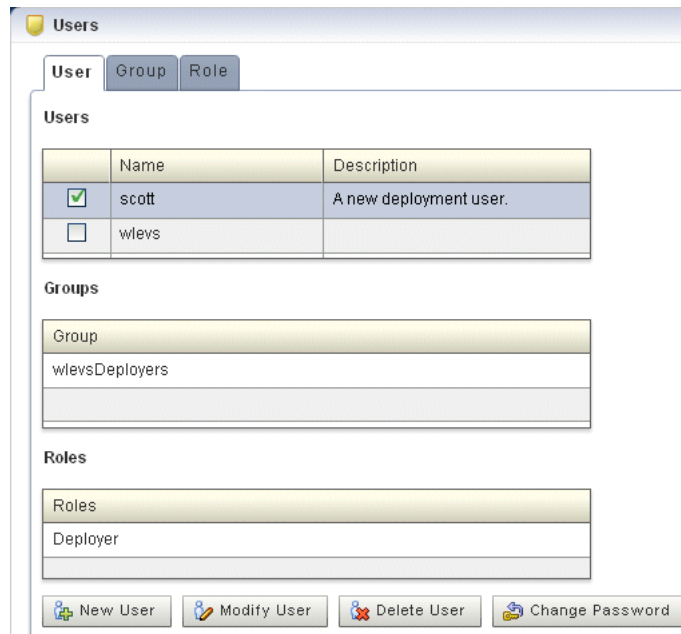 Users
User Group Role
Users
Name Description
scott A new deployment user.
wlevs
Groups
Group
wlevsDeployers
Roles
Roles
Deployer
New User Modify User Delete User Change Password